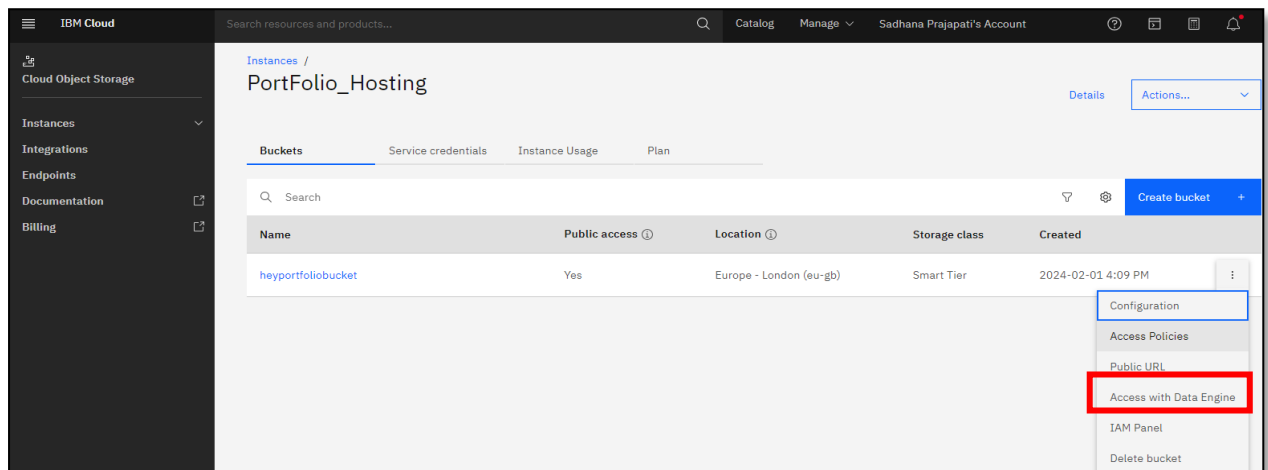 IBM Cloud
Search resources and products...
Catalog
Manage
Sadhana Prajapati's Account
Cloud Object Storage
Instances
Integrations
Endpoints
Documentation
Billing
Instances /
PortFolio_Hosting
Details
Actions...
Buckets
Service credentials
Instance Usage
Plan
Search
Create bucket +
Name
Public access
Location
Storage class
Created
heyportfoliobucket
Yes
Europe - London (eu-gb)
Smart Tier
2024-02-01 4:09 PM
Configuration
Access Policies
Public URL
Access with Data Engine
IAM Panel
Delete bucket